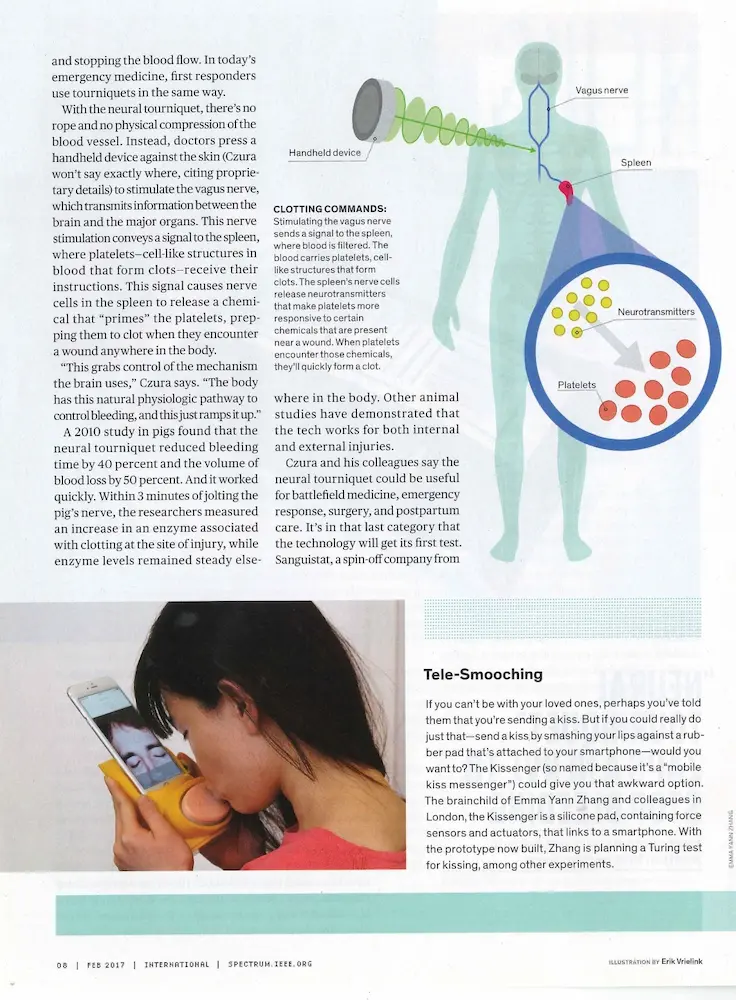 and stopping the blood flow. In today's
emergency medicine, first responders
use tourniquets in the same way.
With the neural tourniquet, there's no
rope and no physical compression of the
blood vessel. Instead, doctors press a
handheld device against the skin (Czura
won't say exactly where, citing proprie-
tary details) to stimulate the vagus nerve,
which transmits information between the
brain and the major organs. This nerve
stimulation conveys a signal to the spleen,
where platelets—cell-like structures in
blood that form clots—receive their
instructions. This signal causes nerve
cells in the spleen to release a chemi-
cal that “primes” the platelets, prep-
ping them to clot when they encounter
a wound anywhere in the body.
“This grabs control of the mechanism
the brain uses,” Czura says. “The body
has this natural physiologic pathway to
control bleeding, and this just ramps it up.”
A 2010 study in pigs found that the
neural tourniquet reduced bleeding
time by 40 percent and the volume of
blood loss by 50 percent. And it worked
quickly. Within 3 minutes of jolting the
pig's nerve, the researchers measured
an increase in an enzyme associated
with clotting at the site of injury, while
enzyme levels remained steady else-
where in the body. Other animal
studies have demonstrated that
the tech works for both internal
and external injuries.
Czura and his colleagues say the
neural tourniquet could be useful
for battlefield medicine, emergency
response, surgery, and postpartum
care. It's in that last category that
the technology will get its first test.
Sanguistat, a spin-off company from
Handheld device
Vagus nerve
Spleen
Neurotransmitters
Platelets
CLOTTING COMMANDS:
Stimulating the vagus nerve
sends a signal to the spleen,
where blood is filtered. The
blood carries platelets, cell-
like structures that form
clots. The spleen's nerve cells
release neurotransmitters
that make platelets more
responsive to certain
chemicals that are present
near a wound. When platelets
encounter those chemicals,
they'll quickly form a clot.
Tele-Smooching
If you can't be with your loved ones, perhaps you've told
them that you're sending a kiss. But if you could really do
just that—send a kiss by smashing your lips against a rub-
ber pad that's attached to your smartphone—would you
want to? The Kissenger (so named because it's a “mobile
kiss messenger”) could give you that awkward option.
The brainchild of Emma Yann Zhang and colleagues in
London, the Kissenger is a silicone pad, containing force
sensors and actuators, that links to a smartphone. With
the prototype now built, Zhang is planning a Turing test
for kissing, among other experiments.
EMMA YANN ZHANG
08 | FEB 2017 | INTERNATIONAL | SPECTRUM.IEEE.ORG
ILLUSTRATION BY Erik Vrielink